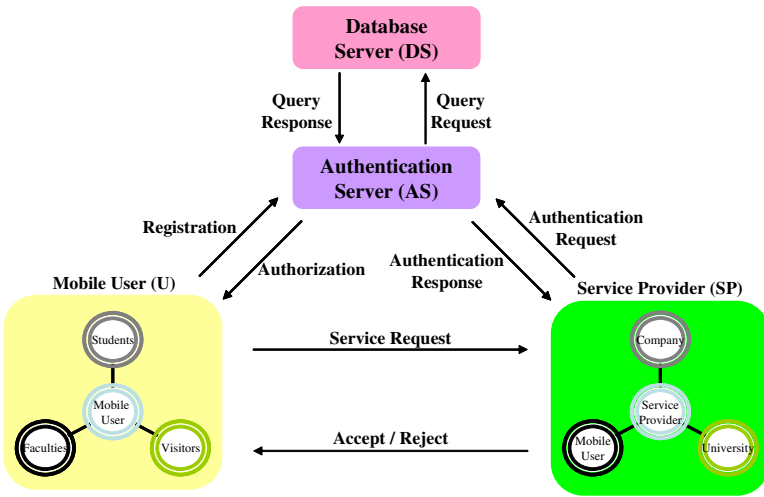 Database
Server (DS)
Query
Response
Query
Request
Authentication
Server (AS)
Registration
Authorization
Authentication
Response
Authentication
Request
Mobile User (U)
Service Provider (SP)
Students
Mobile
User
Faculties
Visitors
Service Request
Accept / Reject
Company
Service
Provider
Mobile
User
University